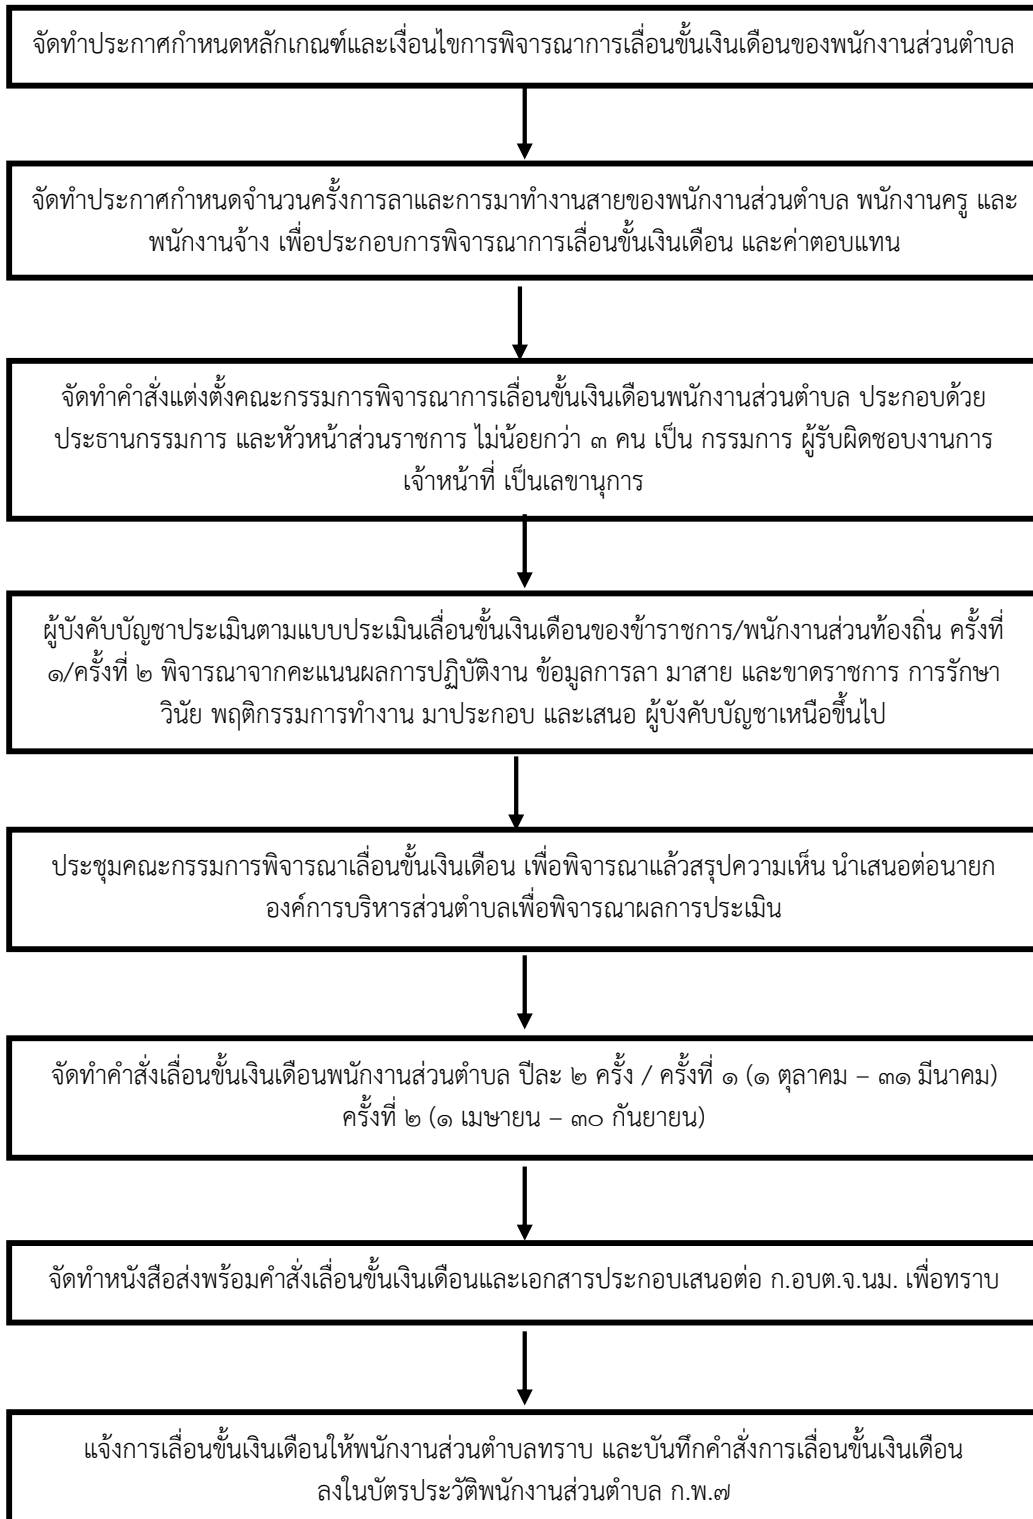 จัดทำประกาศกำหนดหลักเกณฑ์และเงื่อนไขการพิจารณาการเลื่อนขั้นเงินเดือนของพนักงานส่วนตำบล
จัดทำประกาศกำหนดจำนวนครั้งการลาและการมาทำงานสายของพนักงานส่วนตำบล พนักงานครู และ
พนักงานจ้าง เพื่อประกอบการพิจารณาการเลื่อนขั้นเงินเดือน และค่าตอบแทน
จัดทำคำสั่งแต่งตั้งคณะกรรมการพิจารณาการเลื่อนขั้นเงินเดือนพนักงานส่วนตำบล ประกอบด้วย
ประธานกรรมการ และหัวหน้าส่วนราชการ ไม่น้อยกว่า ๓ คน เป็น กรรมการ ผู้รับผิดชอบงานการ
เจ้าหน้าที่ เป็นเลขานุการ
ผู้บังคับบัญชาประเมินตามแบบประเมินเลื่อนขั้นเงินเดือนของข้าราชการ/พนักงานส่วนท้องถิ่น ครั้งที่
๑/ครั้งที่ ๒ พิจารณาจากคะแนนผลการปฏิบัติงาน ข้อมูลการลา มาสาย และขาดราชการ การรักษา
วินัย พฤติกรรมการทำงาน มาประกอบ และเสนอ ผู้บังคับบัญชาเหนือขึ้นไป
ประชุมคณะกรรมการพิจารณาเลื่อนขั้นเงินเดือน เพื่อพิจารณาแล้วสรุปความเห็น นำเสนอต่อนายก
องค์การบริหารส่วนตำบลเพื่อพิจารณาผลการประเมิน
จัดทำคำสั่งเลื่อนขั้นเงินเดือนพนักงานส่วนตำบล ปีละ ๒ ครั้ง / ครั้งที่ ๑ (๑ ตุลาคม – ๓๑ มีนาคม)
ครั้งที่ ๒ (๑ เมษายน – ๓๐ กันยายน)
จัดทำหนังสือส่งพร้อมคำสั่งเลื่อนขั้นเงินเดือนและเอกสารประกอบเสนอต่อ ก.อบต.จ.นม. เพื่อทราบ
แจ้งการเลื่อนขั้นเงินเดือนให้พนักงานส่วนตำบลทราบ และบันทึกคำสั่งการเลื่อนขั้นเงินเดือน
ลงในบัตรประวัติพนักงานส่วนตำบล ก.พ.๗